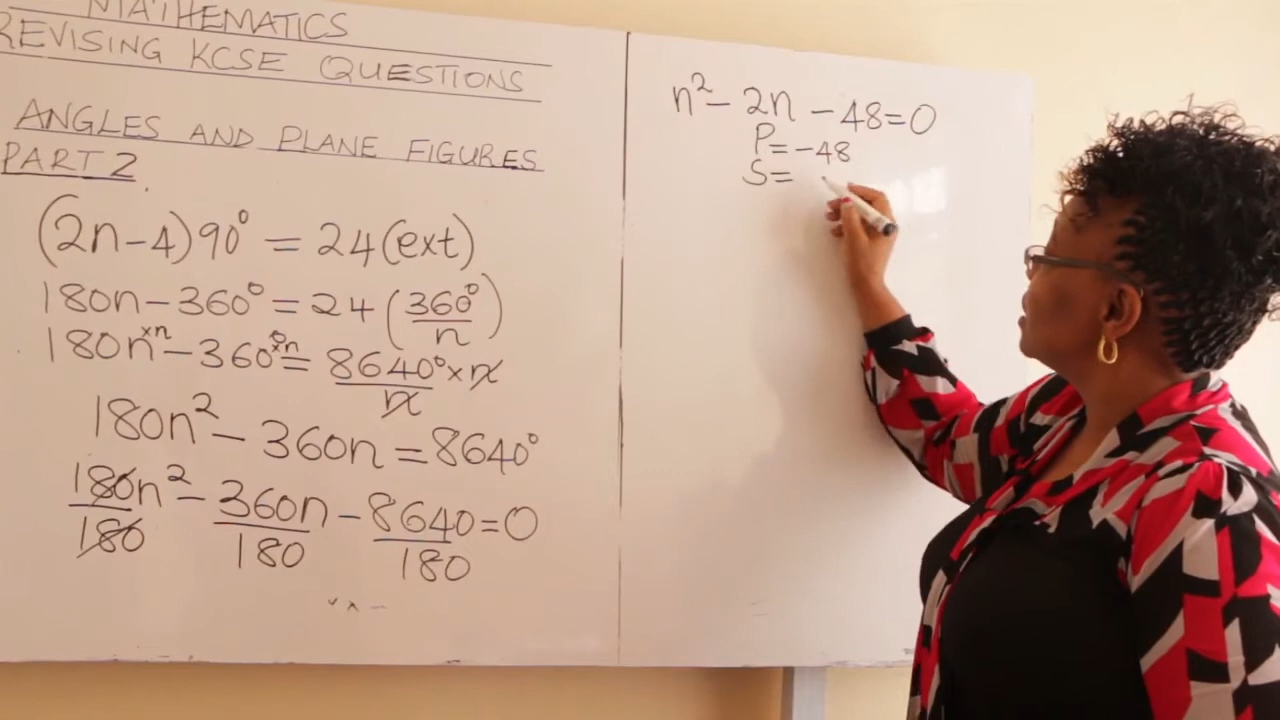 MATHEMATICS
REVISING KCSE QUESTIONS
ANGLES AND PLANE FIGURES
PART 2.
(2n-4)90° = 24(ext)
180n - 360° = 24 (360°/n)
180n ×n - 360° ×n = 8640°/n × n
180n² - 360n = 8640°
180n²/180 - 360n/180 - 8640/180 = 0
n² - 2n - 48 = 0
P = -48
S =